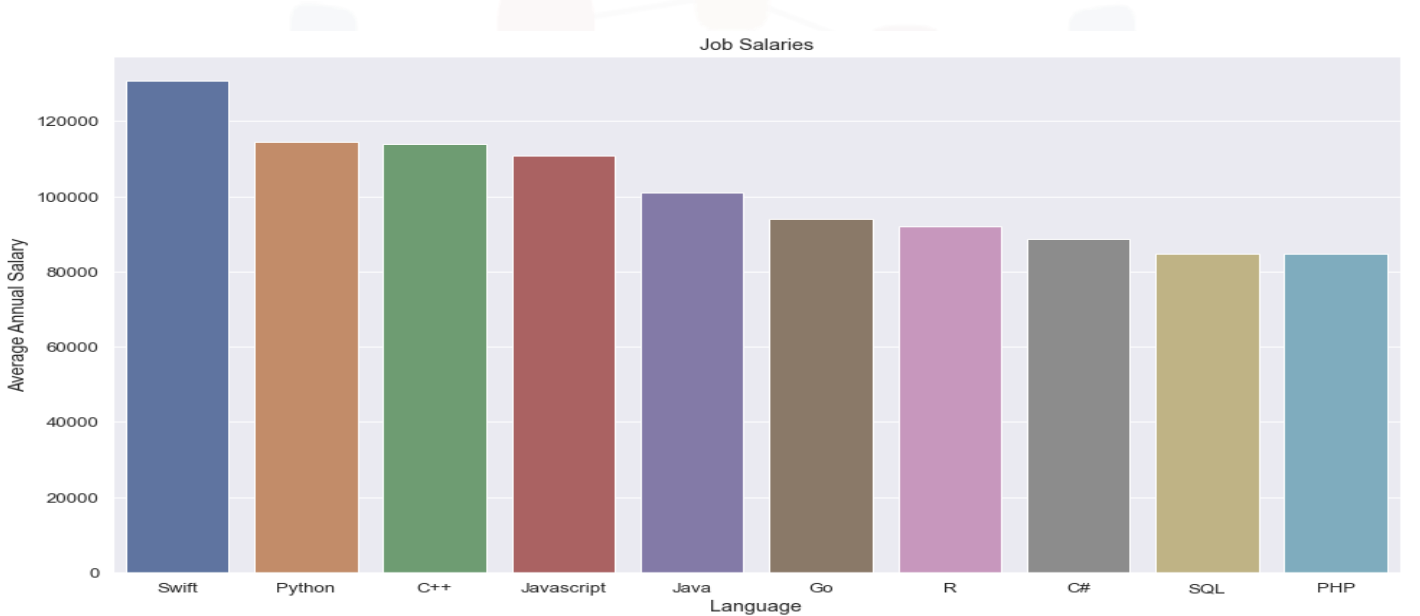 Job Salaries
120000
100000
80000
60000
40000
20000
0
Average Annual Salary
Swift Python C++ Javascript Java Go R C# SQL PHP
Language